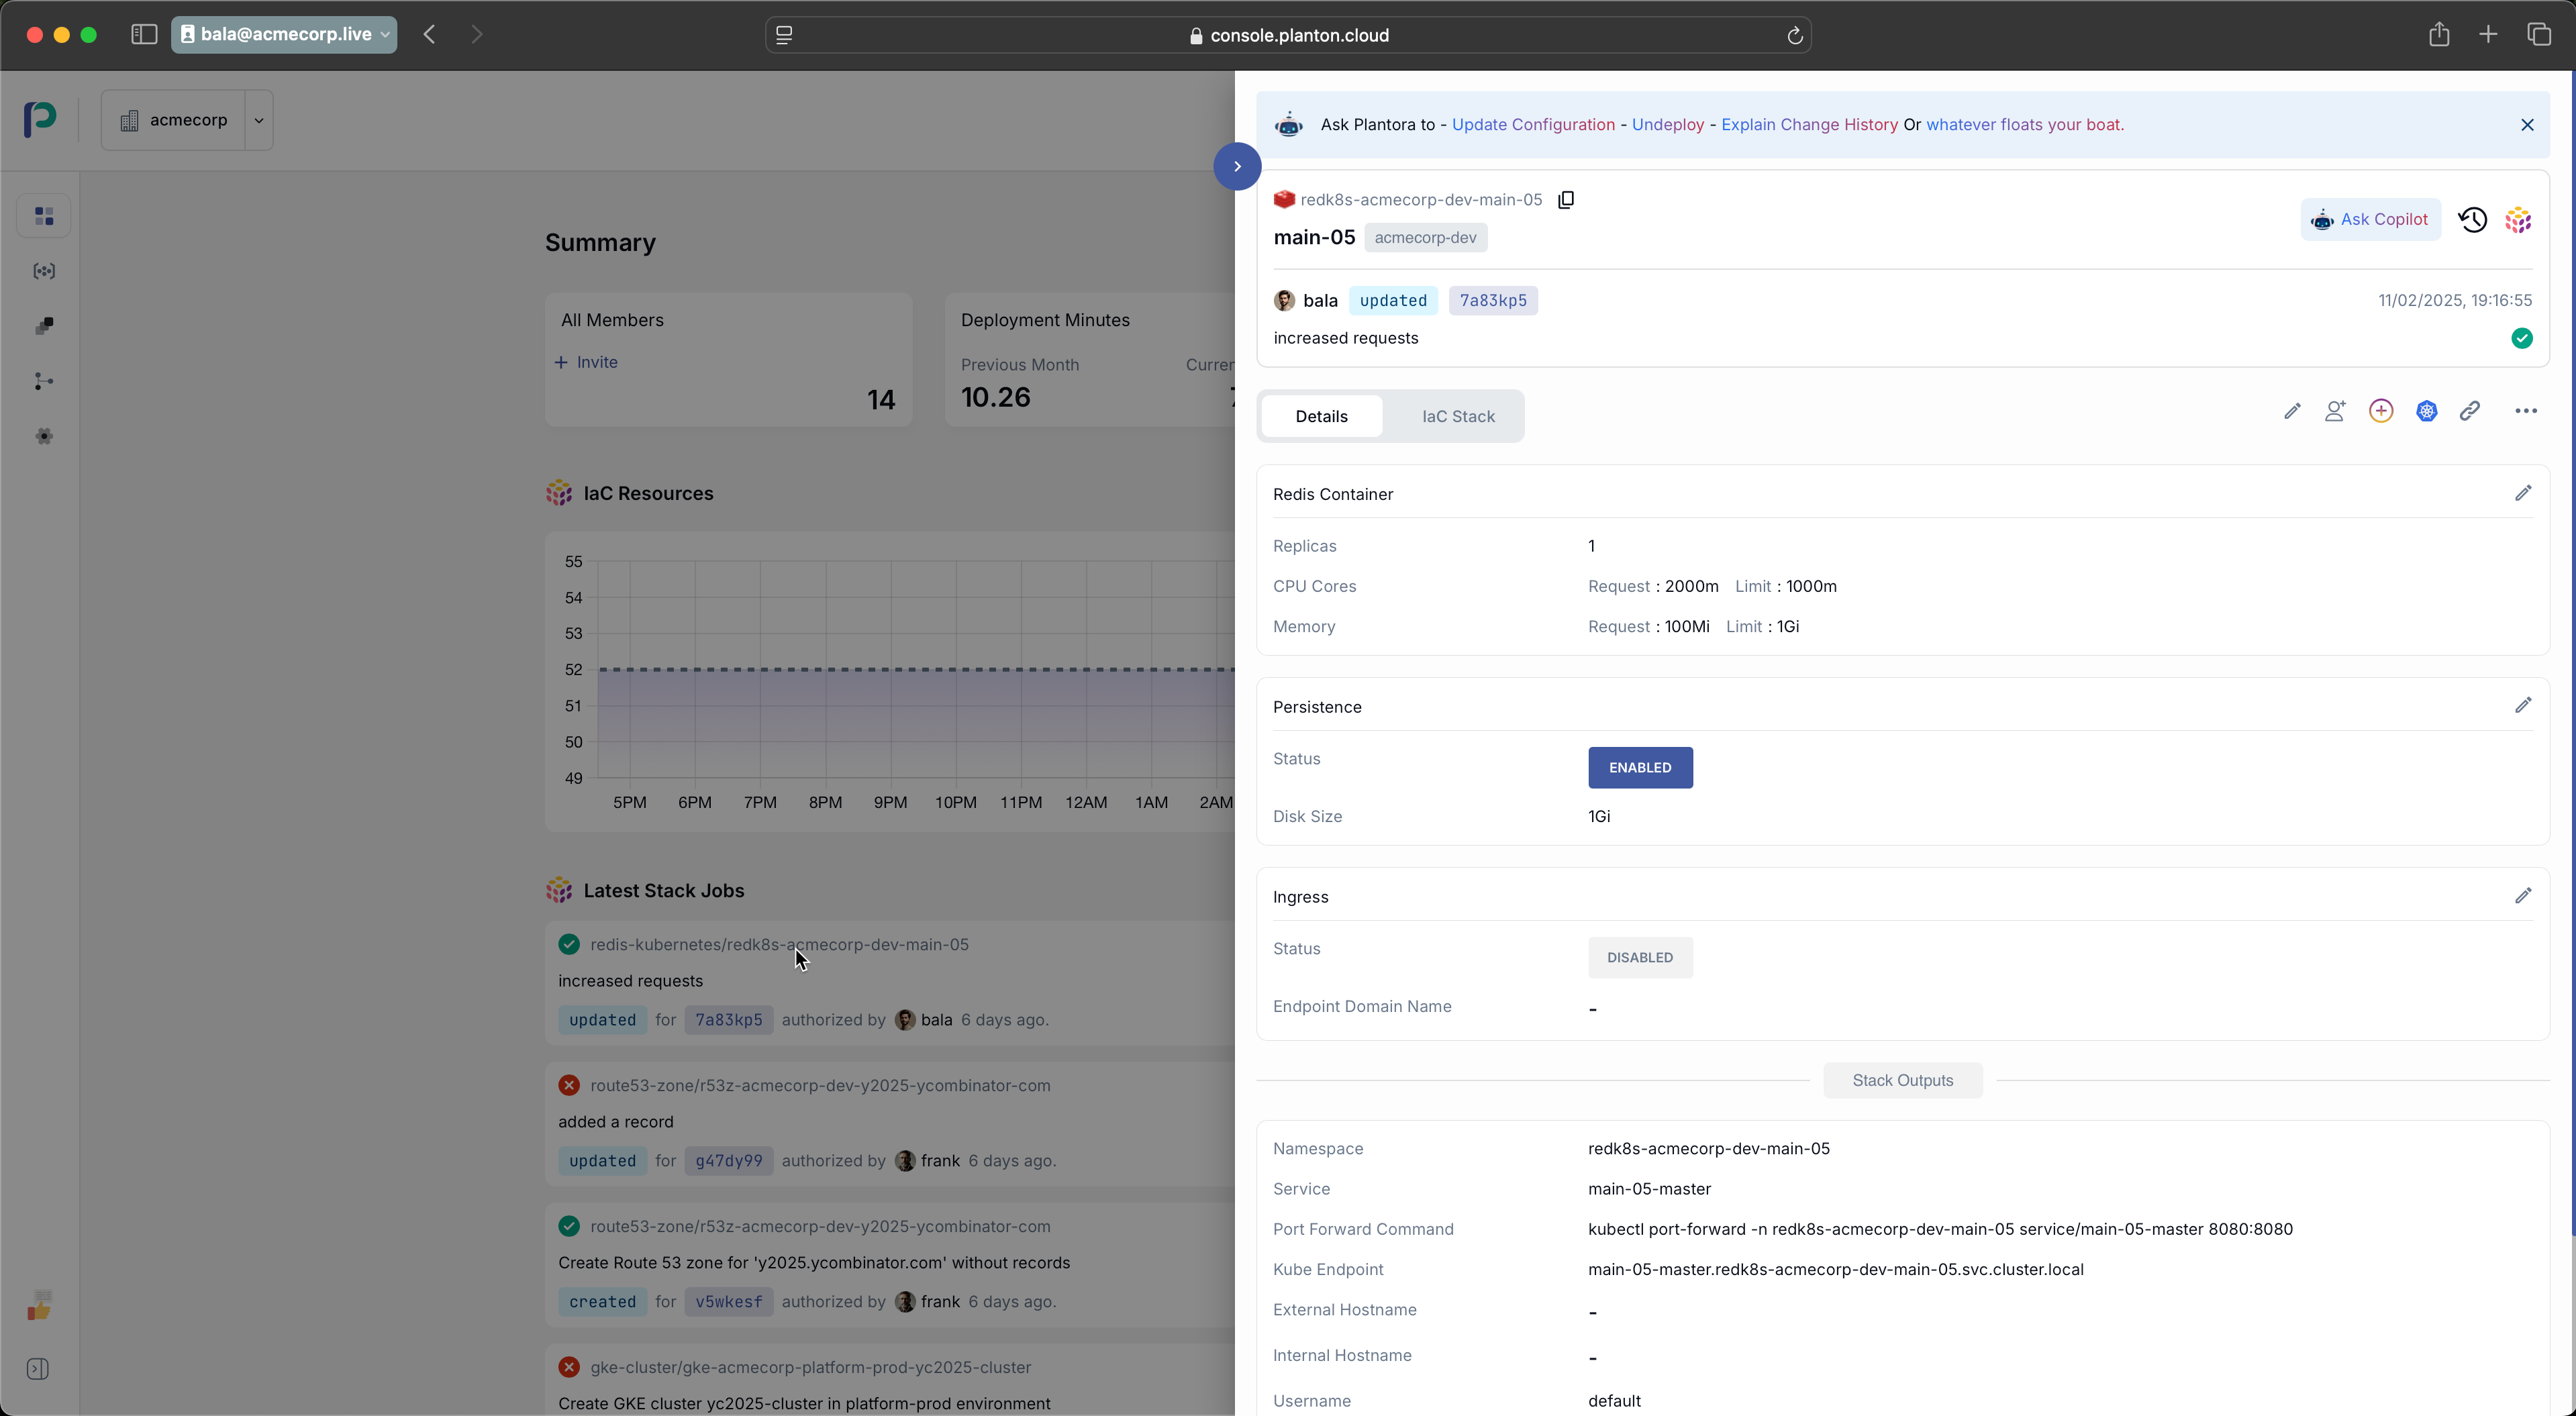 bala@acmecorp.live
console.planton.cloud
acmecorp
Summary
All Members
Invite
14
Deployment Minutes
Previous Month
10.26
IaC Resources
55
54
53
52
51
50
49
5PM 6PM 7PM 8PM 9PM 10PM 11PM 12AM 1AM 2AM
Latest Stack Jobs
redis-kubernetes/redk8s-acmecorp-dev-main-05
increased requests
updated for 7a83kp5 authorized by bala 6 days ago.
route53-zone/r53z-acmecorp-dev-y2025-ycombinator-com
added a record
updated for g47dy99 authorized by frank 6 days ago.
route53-zone/r53z-acmecorp-dev-y2025-ycombinator-com
Create Route 53 zone for 'y2025.ycombinator.com' without records
created for v5wkesf authorized by frank 6 days ago.
gke-cluster/gke-acmecorp-platform-prod-yc2025-cluster
Create GKE cluster yc2025-cluster in platform-prod environment
Ask Plantora to - Update Configuration - Undeploy - Explain Change History Or whatever floats your boat.
redk8s-acmecorp-dev-main-05
main-05 acmecorp-dev
Ask Copilot
bala updated 7a83kp5 11/02/2025, 19:16:55
increased requests
Details IaC Stack
Redis Container
Replicas 1
CPU Cores Request : 2000m Limit : 1000m
Memory Request : 100Mi Limit : 1Gi
Persistence
Status ENABLED
Disk Size 1Gi
Ingress
Status DISABLED
Endpoint Domain Name -
Stack Outputs
Namespace redk8s-acmecorp-dev-main-05
Service main-05-master
Port Forward Command kubectl port-forward -n redk8s-acmecorp-dev-main-05 service/main-05-master 8080:8080
Kube Endpoint main-05-master.redk8s-acmecorp-dev-main-05.svc.cluster.local
External Hostname -
Internal Hostname -
Username default